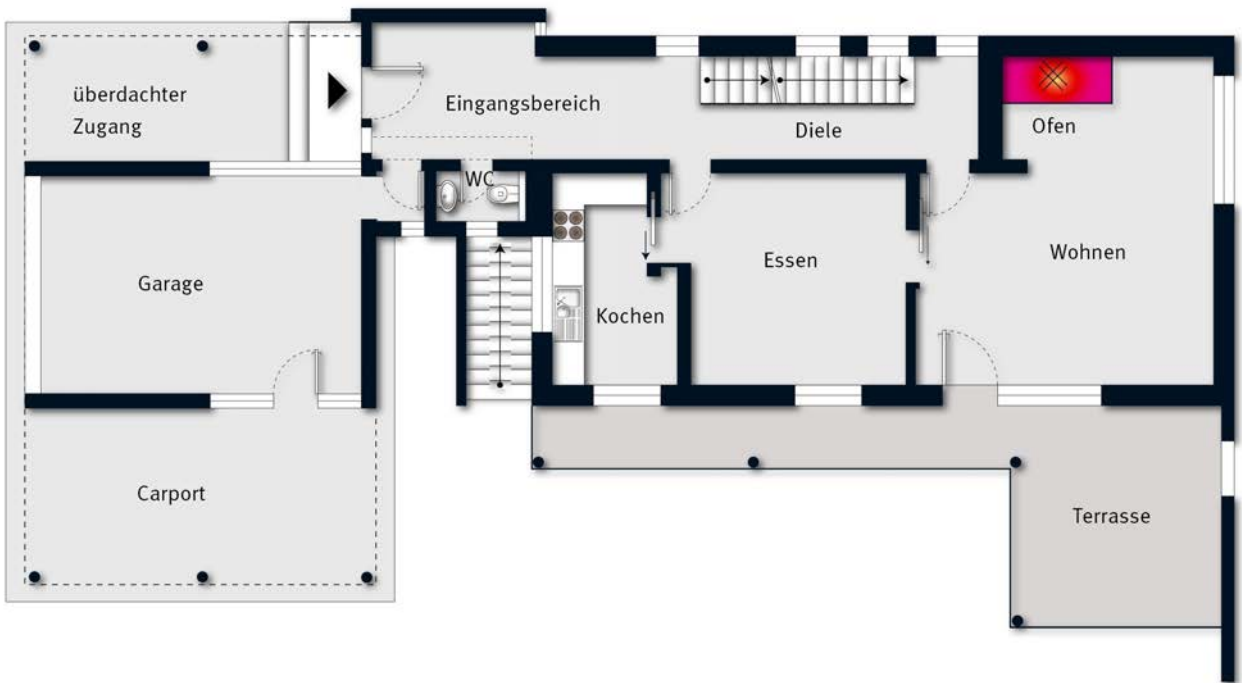 überdachter
Zugang
Eingangsbereich
Diele
Ofen
WC
Garage
Kochen
Essen
Wohnen
Carport
Terrasse